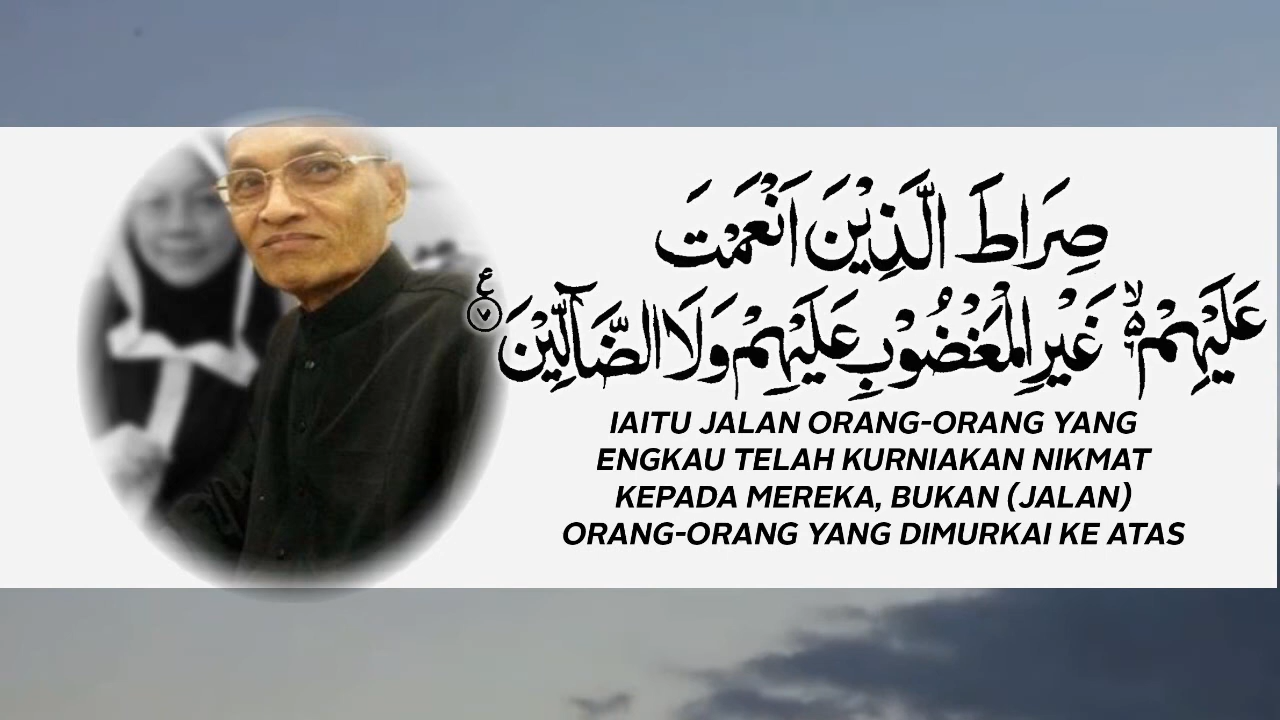 صِرَاطَ الَّذِيْنَ اَنْعَمْتَ
عَلَيْهِمْ ەۙ غَيْرِ الْمَغْضُوْبِ عَلَيْهِمْ وَلَا الضَّاۤلِّيْنَ ࣖ ٧
IAITU JALAN ORANG-ORANG YANG
ENGKAU TELAH KURNIAKAN NIKMAT
KEPADA MEREKA, BUKAN (JALAN)
ORANG-ORANG YANG DIMURKAI KE ATAS